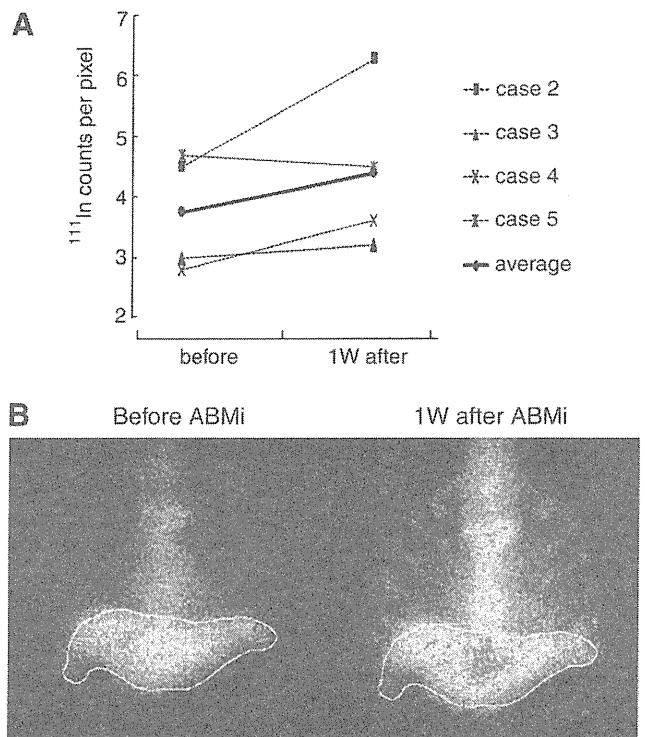 A
¹¹¹In counts per pixel
7
6
5
4
3
2
before
1W after
case 2
case 3
case 4
case 5
average
B
Before ABMi
1W after ABMi